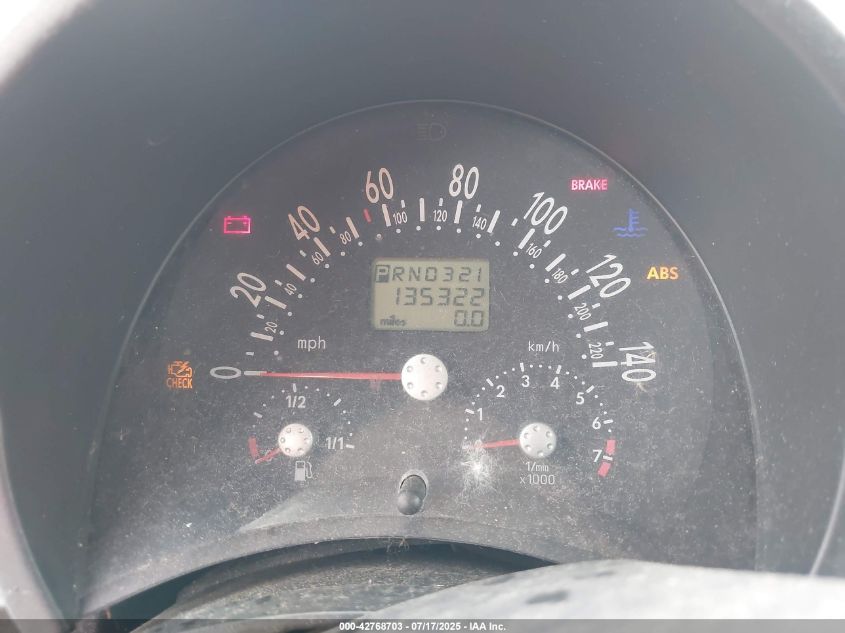 BRAKE
ABS
CHECK
0
20
40
60
80
100
120
140
20
40
60
80
100
120
140
160
180
200
220
mph
km/h
PRND321
135322
miles 0.0
1/2
1/1
1
2
3
4
5
6
7
1/min
x1000
000-42768703 - 07/17/2025 - IAA Inc.